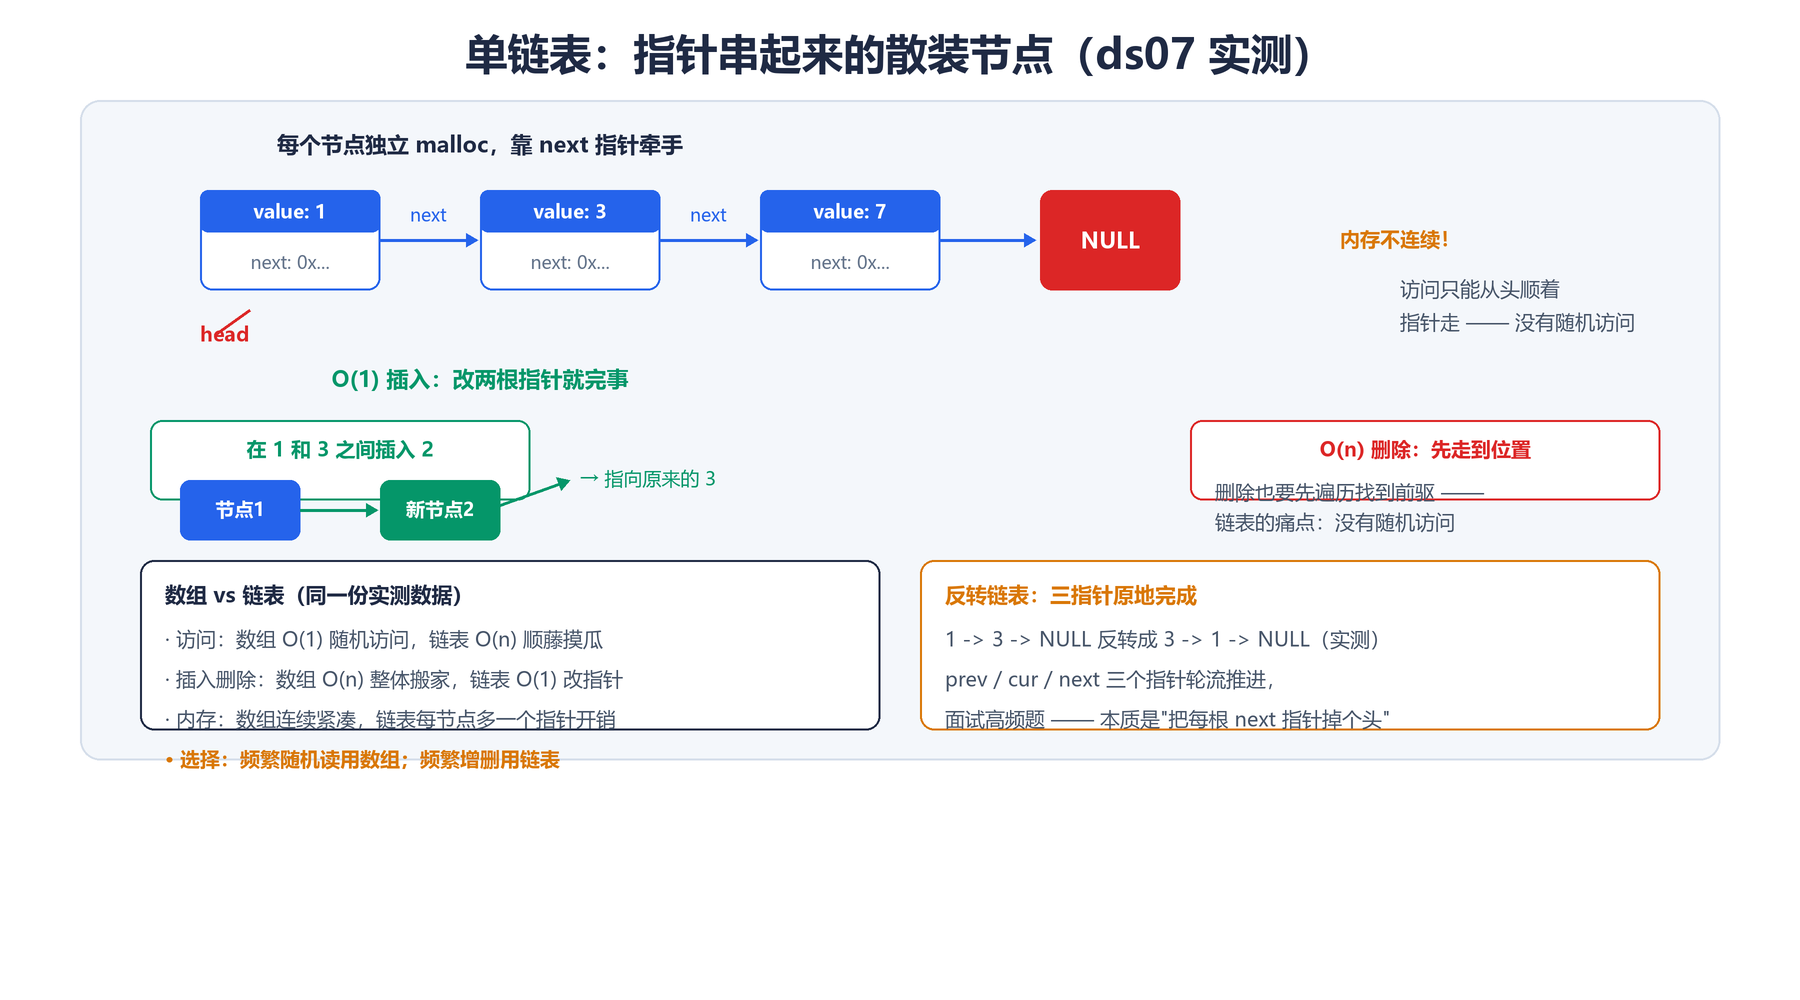 单链表：指针串起来的散装节点（ds07 实测）
每个节点独立 malloc，靠 next 指针牵手
value: 1
next
value: 3
next
value: 7
next: 0x...
next: 0x...
next: 0x...
NULL
内存不连续！
访问只能从头顺着
指针走 —— 没有随机访问
head
O(1) 插入：改两根指针就完事
在 1 和 3 之间插入 2
节点1
新节点2
→ 指向原来的 3
O(n) 删除：先走到位置
删除也要先遍历找到前驱 ——
链表的痛点：没有随机访问
数组 vs 链表（同一份实测数据）
· 访问：数组 O(1) 随机访问，链表 O(n) 顺藤摸瓜
· 插入删除：数组 O(n) 整体搬家，链表 O(1) 改指针
· 内存：数组连续紧凑，链表每节点多一个指针开销
• 选择：频繁随机读用数组；频繁增删用链表
反转链表：三指针原地完成
1 -> 3 -> NULL 反转成 3 -> 1 -> NULL（实测）
prev / cur / next 三个指针轮流推进，
面试高频题 —— 本质是"把每根 next 指针掉个头"